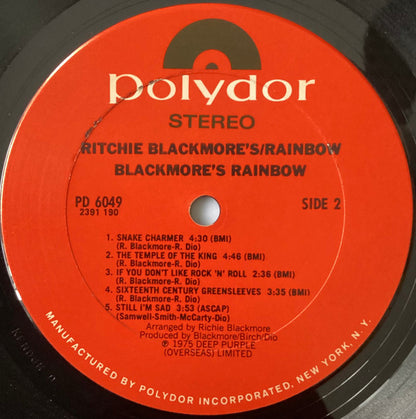 polydor
STEREO
RITCHIE BLACKMORE'S/RAINBOW
BLACKMORE'S RAINBOW
PD 6049
2391 190
SIDE 2
1. SNAKE CHARMER 4:30 (BMI)
(R. Blackmore-R. Dio)
2. THE TEMPLE OF THE KING 4:46 (BMI)
(R. Blackmore-R. Dio)
3. IF YOU DON'T LIKE ROCK 'N' ROLL 2:36 (BMI)
(R. Blackmore-R. Dio)
4. SIXTEENTH CENTURY GREENSLEEVES 3:35 (BMI)
(R. Blackmore-R. Dio)
5. STILL I'M SAD 3:53 (ASCAP)
(Samwell-Smith-McCarty-Dio)
Arranged by Richie Blackmore
Produced by Blackmore/Birch/Dio
℗ 1975 DEEP PURPLE
(OVERSEAS) LIMITED
MANUFACTURED BY POLYDOR INCORPORATED, NEW YORK, N.Y.